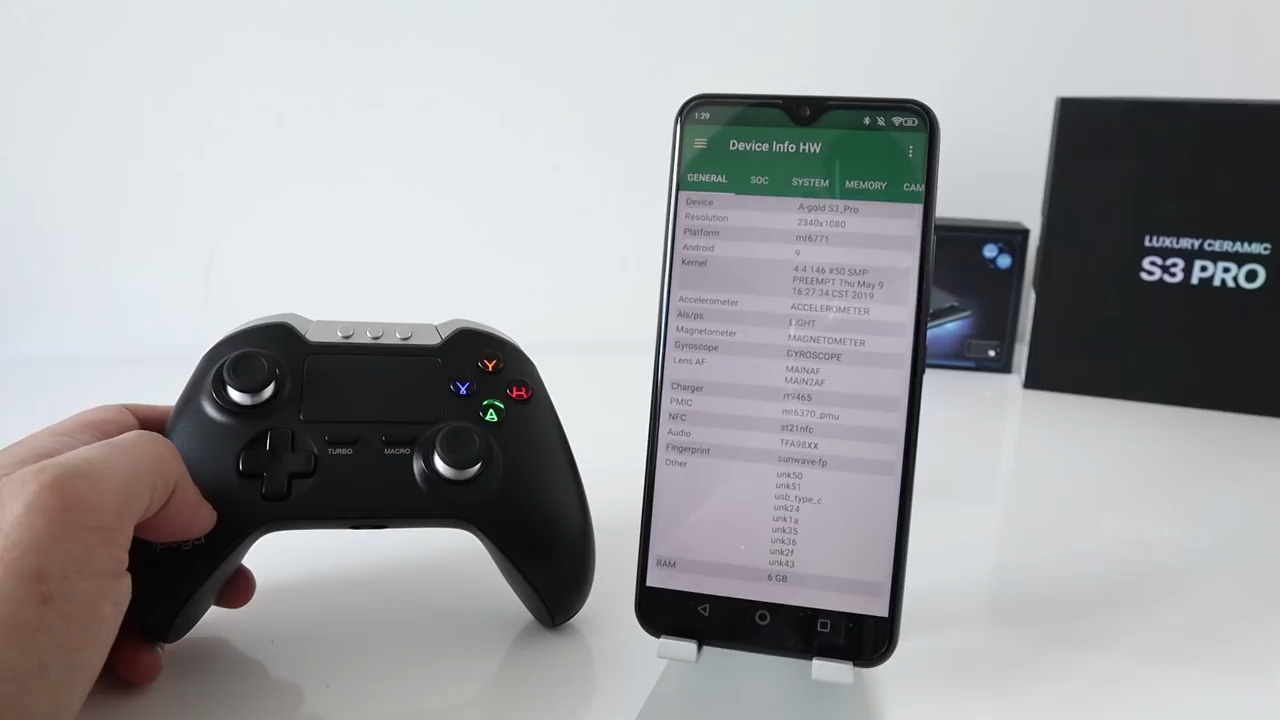 1:29
Device Info HW
GENERAL SOC SYSTEM MEMORY CAM
Device A-gold S3_Pro
Resolution 2340x1080
Platform mt6771
Android 9
Kernel 4.4.146 #50 SMP
PREEMPT Thu May 9
16:27:34 CST 2019
Accelerometer ACCELEROMETER
Als/ps LIGHT
Magnetometer MAGNETOMETER
Gyroscope GYROSCOPE
Lens AF MAINAF
MAIN2AF
Charger rt9465
PMIC mt6370_pmu
NFC st21nfc
Audio TFA98XX
Fingerprint sunwave-fp
Other unk50
unk51
usb_type_c
unk24
unk1a
unk35
unk36
unk2f
unk43
RAM 6 GB
LUXURY CERAMIC
S3 PRO
Y
X
B
A
TURBO MACRO
ipega